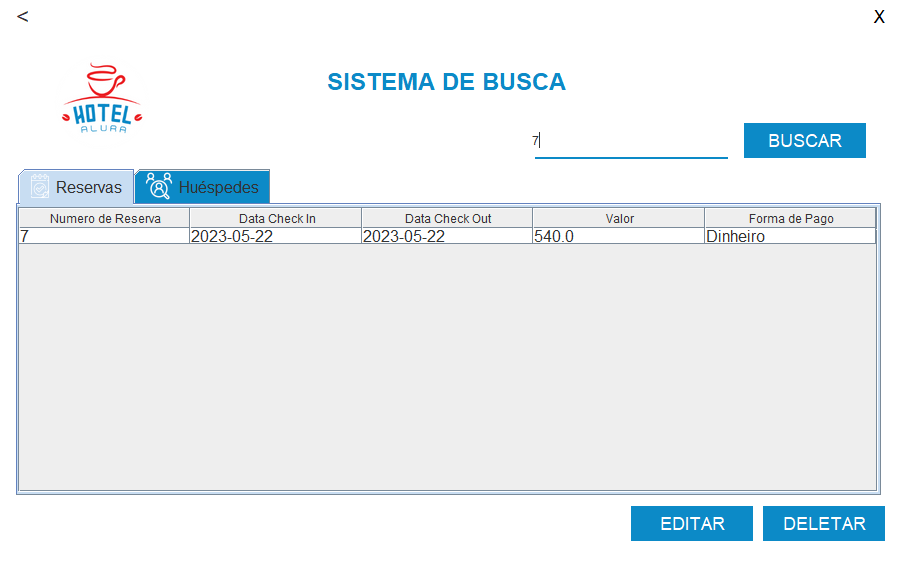 < X
SISTEMA DE BUSCA
HOTEL
ALURA
7 BUSCAR
Reservas Huéspedes
Numero de Reserva Data Check In Data Check Out Valor Forma de Pago
7 2023-05-22 2023-05-22 540.0 Dinheiro
EDITAR DELETAR